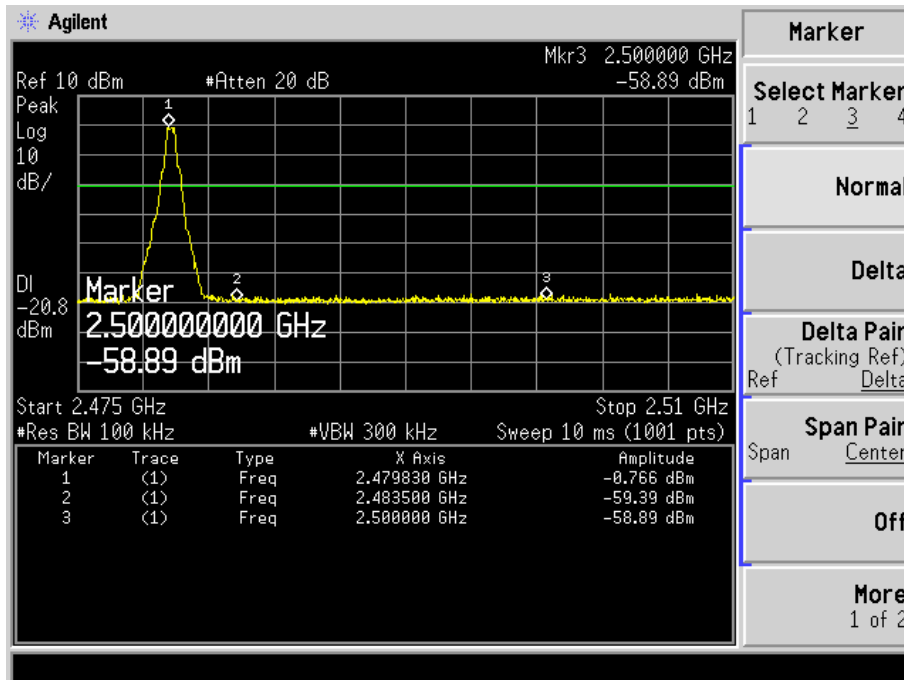 Agilent
Marker
Mkr3 2.500000 GHz
Ref 10 dBm #Atten 20 dB -58.89 dBm
Peak
Log
10
dB/
1
2
3
DI
-20.8
dBm
Marker
2.500000000 GHz
-58.89 dBm
Start 2.475 GHz Stop 2.51 GHz
#Res BW 100 kHz #VBW 300 kHz Sweep 10 ms (1001 pts)
Marker Trace Type X Axis Amplitude
1 (1) Freq 2.479830 GHz -0.766 dBm
2 (1) Freq 2.483500 GHz -59.39 dBm
3 (1) Freq 2.500000 GHz -58.89 dBm
Select Marker
1 2 3 4
Normal
Delta
Delta Pair
(Tracking Ref)
Ref Delta
Span Pair
Span Center
Off
More
1 of 2